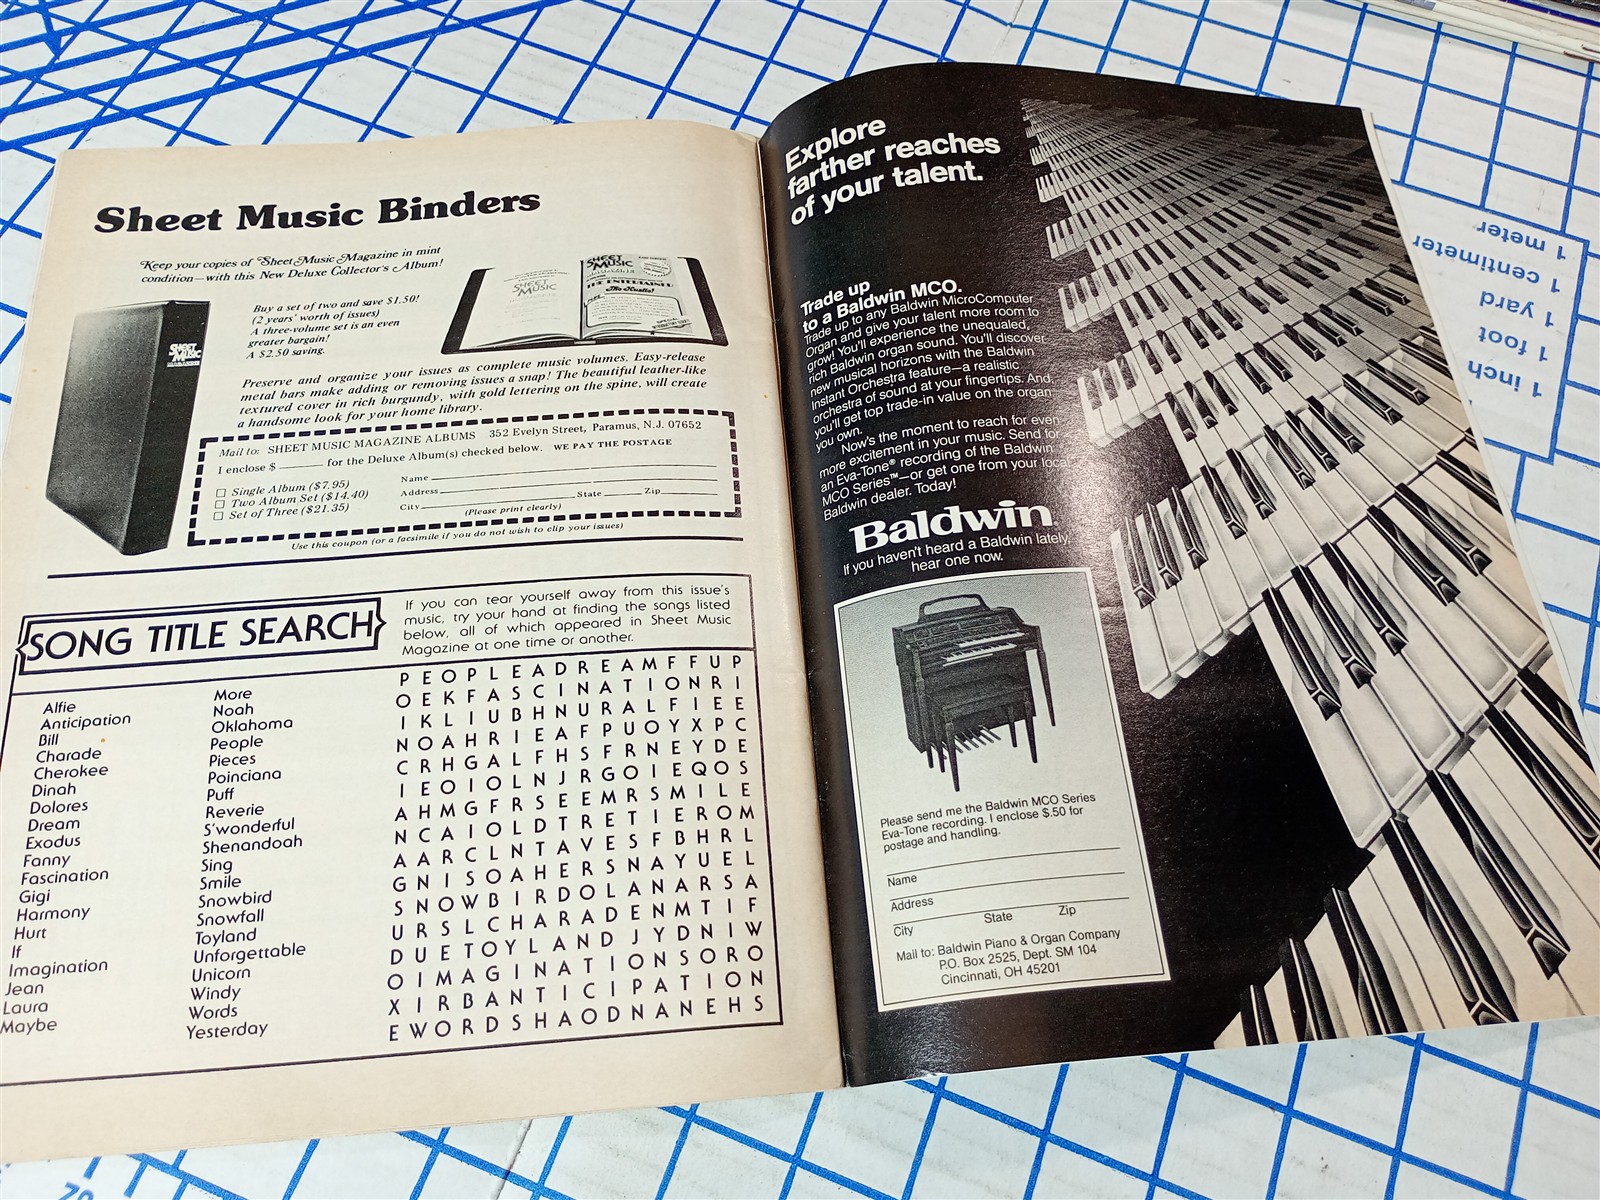 Sheet Music Binders
Keep your copies of Sheet Music Magazine in mint
condition—with this New Deluxe Collector's Album!
Buy a set of two and save $1.50!
(2 years' worth of issues)
A three-volume set is an even
greater bargain!
A $2.50 saving.
SHEET
MUSIC
SHEET
MUSIC
SHEET
MUSIC
MAGAZINE
THE ENTERTAINER
The Hustle!
Preserve and organize your issues as complete music volumes. Easy-release
metal bars make adding or removing issues a snap! The beautiful leather-like
textured cover in rich burgundy, with gold lettering on the spine, will create
a handsome look for your home library.
Mail to: SHEET MUSIC MAGAZINE ALBUMS 352 Evelyn Street, Paramus, N.J. 07652
I enclose $ for the Deluxe Album(s) checked below. WE PAY THE POSTAGE
Single Album ($7.95)
Two Album Set ($14.40)
Set of Three ($21.35)
Name
Address State Zip
City
(Please print clearly)
Use this coupon (or a facsimile if you do not wish to clip your issues)
SONG TITLE SEARCH
If you can tear yourself away from this issue's
music, try your hand at finding the songs listed
below, all of which appeared in Sheet Music
Magazine at one time or another.
Alfie
Anticipation
Bill
Charade
Cherokee
Dinah
Dolores
Dream
Exodus
Fanny
Fascination
Gigi
Harmony
Hurt
If
Imagination
Jean
Laura
Maybe
More
Noah
Oklahoma
People
Pieces
Poinciana
Puff
Reverie
S'wonderful
Shenandoah
Sing
Smile
Snowbird
Snowfall
Toyland
Unforgettable
Unicorn
Windy
Words
Yesterday
P E O P L E A D R E A M F F U P
O E K F A S C I N A T I O N R I
I K L I U B H N U R A L F I E E
N O A H R I E A F P U O Y X P C
C R H G A L F H S F R N E Y D E
I E O I O L N J R G O I E Q O S
A H M G F R S E E M R S M I L E
N C A I O L D T R E T I E R O M
A A R C L N T A V E S F B H R L
G N I S O A H E R S N A Y U E L
S N O W B I R D O L A N A R S A
U R S L C H A R A D E N M T I F
D U E T O Y L A N D J Y D N I W
O I M A G I N A T I O N S O R O
X I R B A N T I C I P A T I O N
E W O R D S H A O D N A N E H S
Explore
farther reaches
of your talent.
Trade up
to a Baldwin MCO.
Trade up to any Baldwin MicroComputer
Organ and give your talent more room to
grow! You'll experience the unequaled,
rich Baldwin organ sound. You'll discover
new musical horizons with the Baldwin
Instant Orchestra feature—a realistic
orchestra of sound at your fingertips. And,
you'll get top trade-in value on the organ
you own.
Now's the moment to reach for even
more excitement in your music. Send for
an Eva-Tone® recording of the Baldwin
MCO Series™—or get one from your local
Baldwin dealer. Today!
Baldwin
If you haven't heard a Baldwin lately,
hear one now.
Please send me the Baldwin MCO Series
Eva-Tone recording. I enclose $.50 for
postage and handling.
Name
Address
City State Zip
Mail to: Baldwin Piano & Organ Company
P.O. Box 2525, Dept. SM 104
Cincinnati, OH 45201
1 inch
1 foot
1 yard
1 centimeter
1 meter